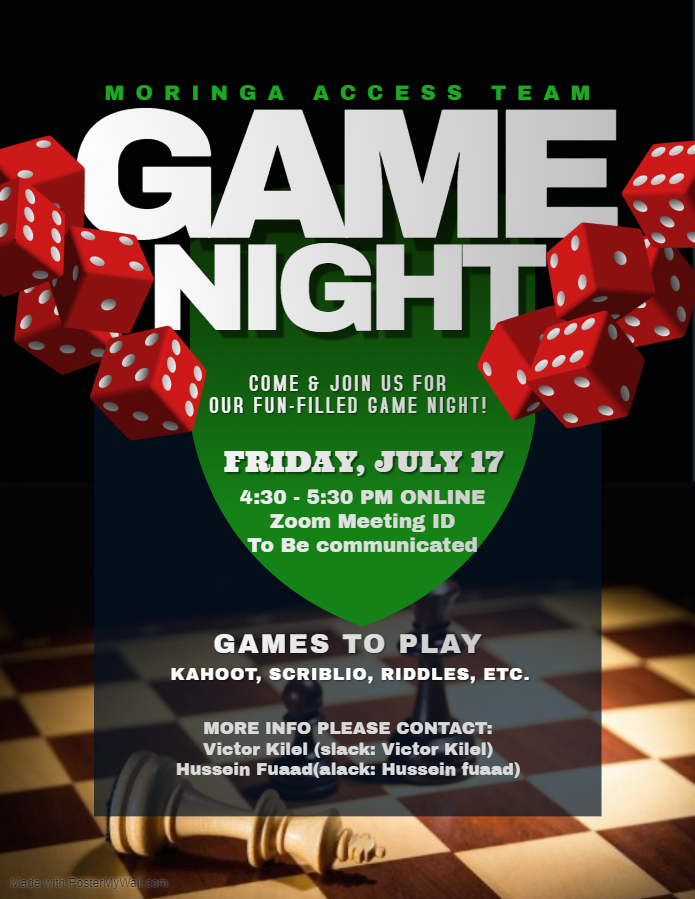 MORINGA ACCESS TEAM
GAME
NIGHT
COME & JOIN US FOR
OUR FUN-FILLED GAME NIGHT!
FRIDAY, JULY 17
4:30 - 5:30 PM ONLINE
Zoom Meeting ID
To Be communicated
GAMES TO PLAY
KAHOOT, SCRIBLIO, RIDDLES, ETC.
MORE INFO PLEASE CONTACT:
Victor Kilel (slack: Victor Kilel)
Hussein Fuaad(alack: Hussein fuaad)
Made with PosterMyWall.com